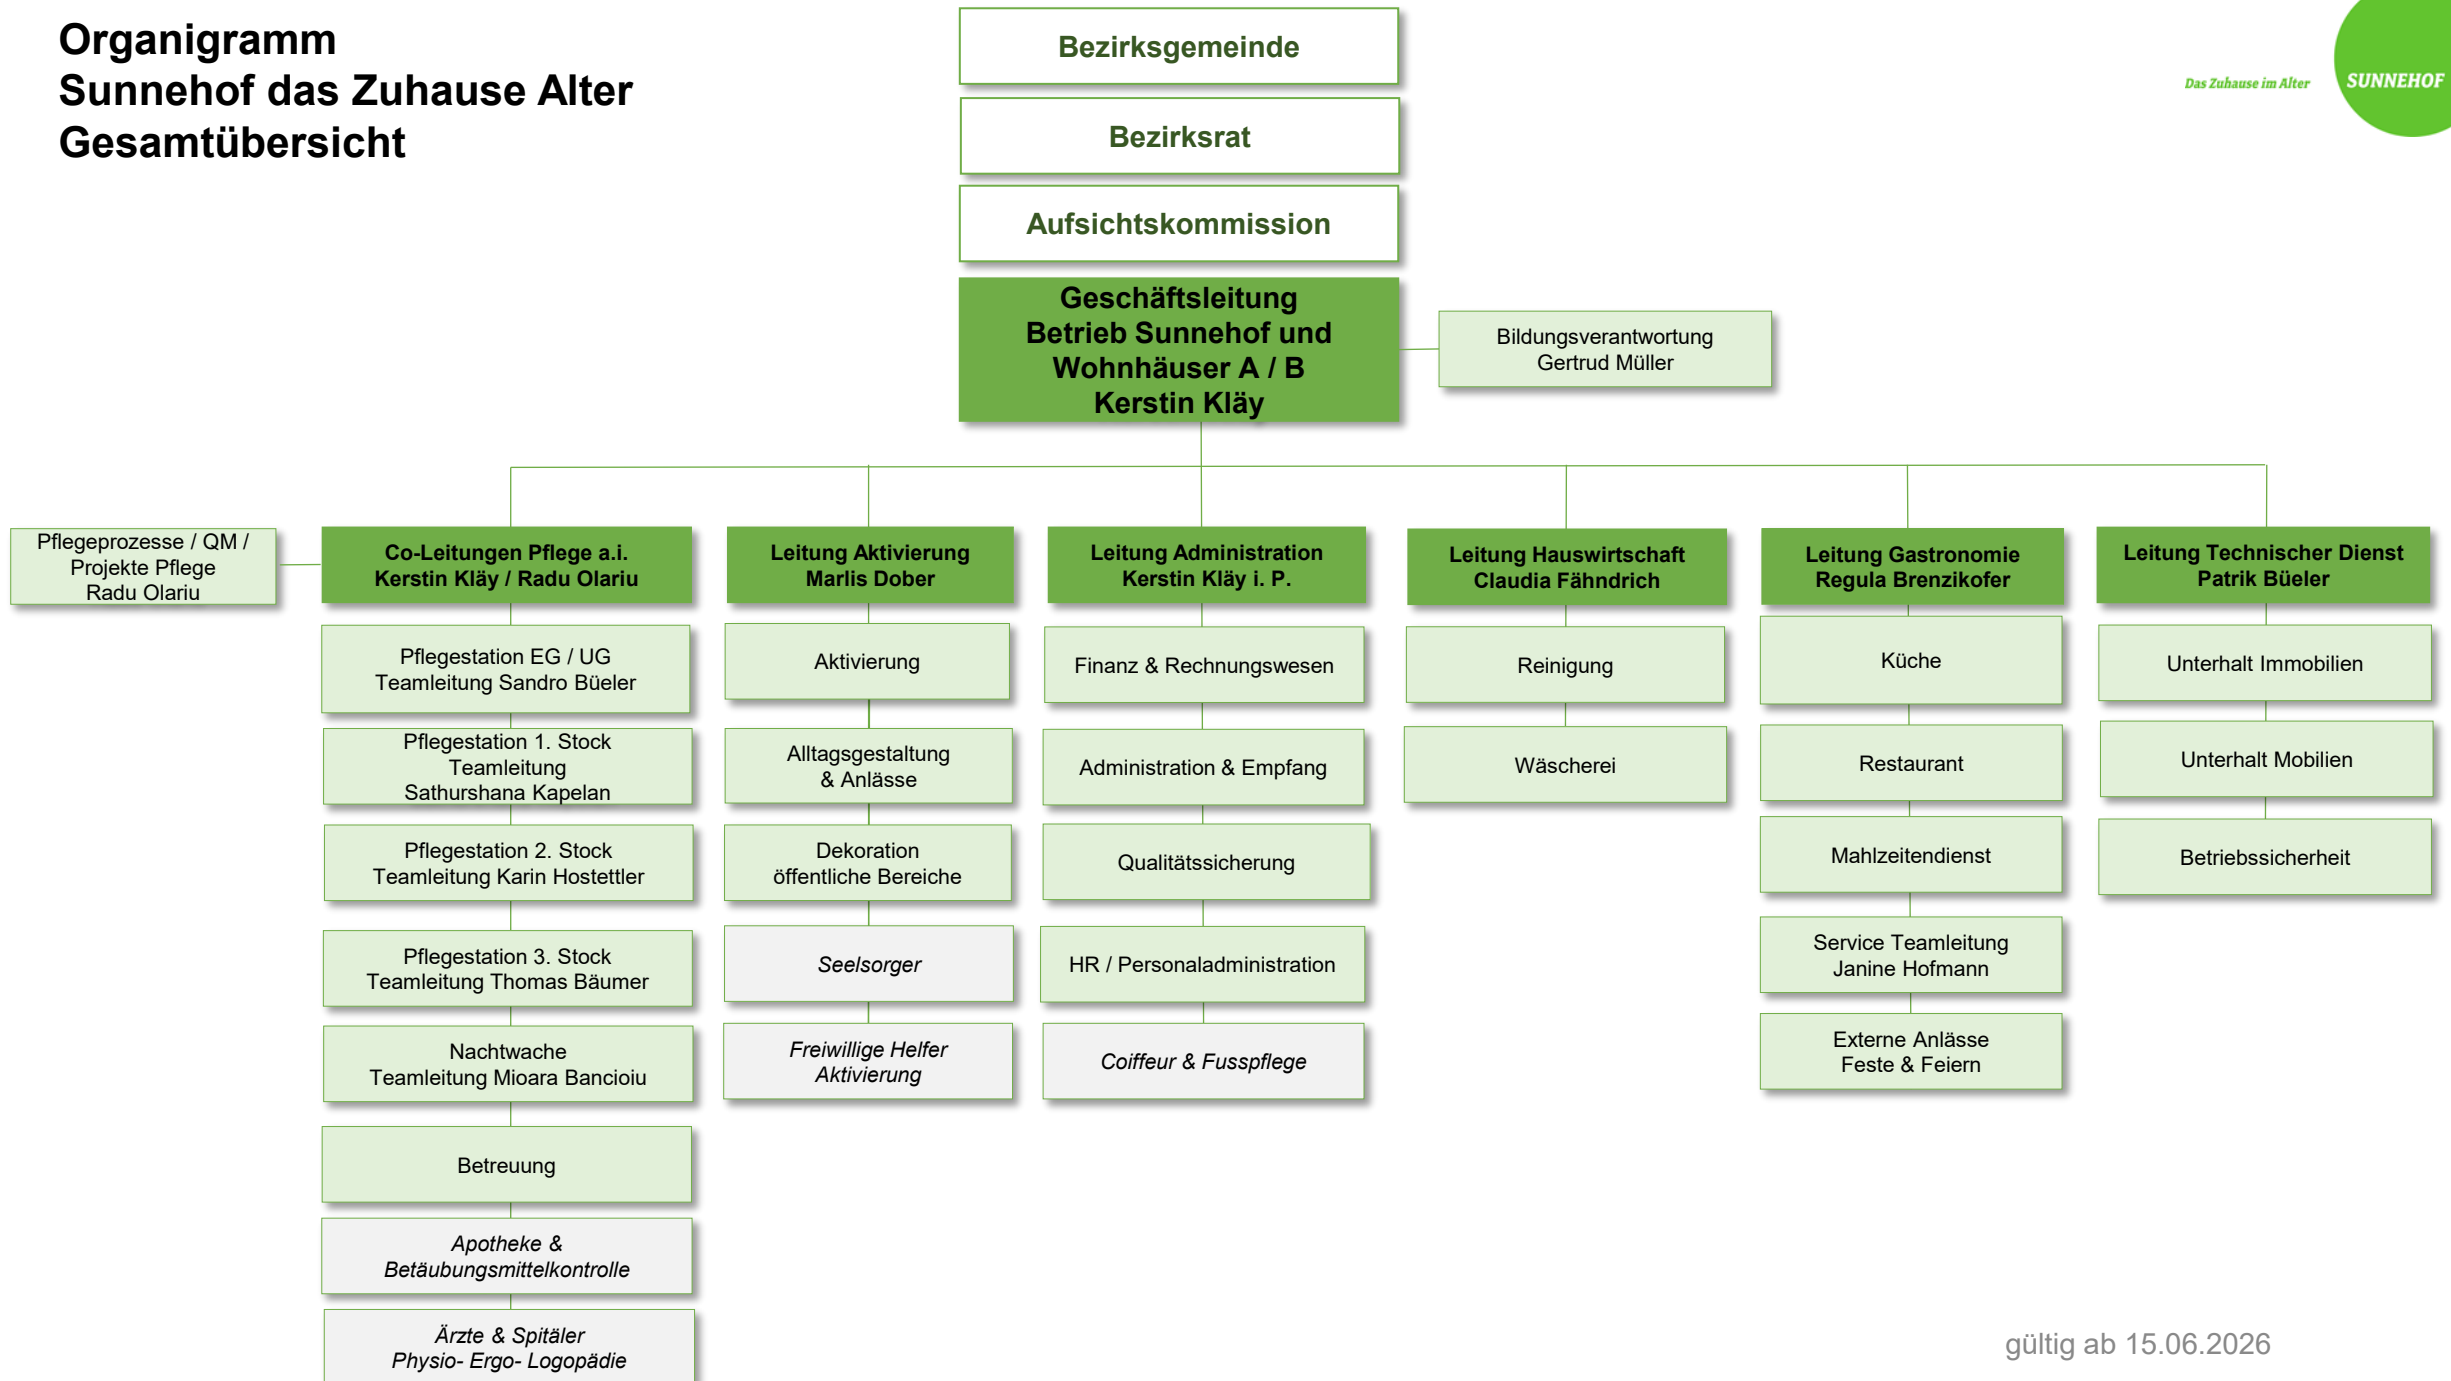 Organigramm
Sunnehof das Zuhause Alter
Gesamtübersicht
Bezirksgemeinde
Bezirksrat
Aufsichtskommission
Das Zuhause im Alter
SUNNEHOF
Geschäftsleitung
Betrieb Sunnehof und
Wohnhäuser A / B
Kerstin Kläy
Bildungsverantwortung
Gertrud Müller
Pflegeprozesse / QM /
Projekte Pflege
Radu Olariu
Co-Leitungen Pflege a.i.
Kerstin Kläy / Radu Olariu
Pflegestation EG / UG
Teamleitung Sandro Büeler
Pflegestation 1. Stock
Teamleitung
Sathurshana Kapelan
Pflegestation 2. Stock
Teamleitung Karin Hostettler
Pflegestation 3. Stock
Teamleitung Thomas Bäumer
Nachtwache
Teamleitung Mioara Bancioiu
Betreuung
Apotheke &
Betäubungsmittelkontrolle
Ärzte & Spitäler
Physio- Ergo- Logopädie
Leitung Aktivierung
Marlis Dober
Aktivierung
Alltagsgestaltung
& Anlässe
Dekoration
öffentliche Bereiche
Seelsorger
Freiwillige Helfer
Aktivierung
Leitung Administration
Kerstin Kläy i. P.
Finanz & Rechnungswesen
Administration & Empfang
Qualitätssicherung
HR / Personaladministration
Coiffeur & Fusspflege
Leitung Hauswirtschaft
Claudia Fähndrich
Reinigung
Wäscherei
Leitung Gastronomie
Regula Brenzikofer
Küche
Restaurant
Mahlzeitendienst
Service Teamleitung
Janine Hofmann
Externe Anlässe
Feste & Feiern
Leitung Technischer Dienst
Patrik Büeler
Unterhalt Immobilien
Unterhalt Mobilien
Betriebssicherheit
gültig ab 15.06.2026